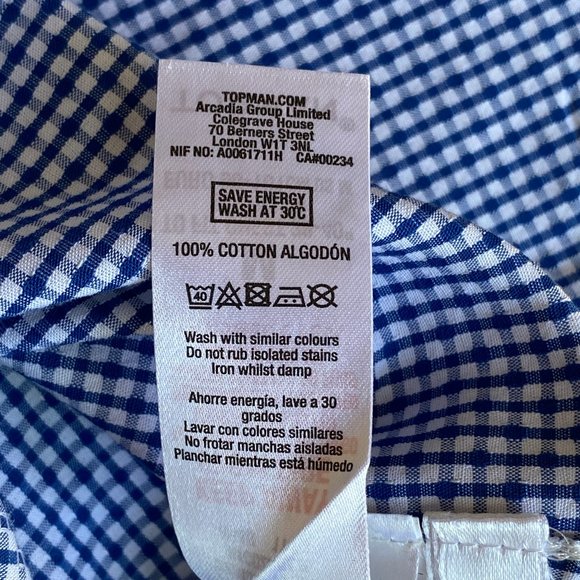 TOPMAN.COM
Arcadia Group Limited
Colegrave House
70 Berners Street
London W1T 3NL
NIF NO: A0061711H CA#00234
SAVE ENERGY
WASH AT 30°C
100% COTTON ALGODÓN
40
Wash with similar colours
Do not rub isolated stains
Iron whilst damp
Ahorre energía, lave a 30
grados
Lavar con colores similares
No frotar manchas aisladas
Planchar mientras está húmedo